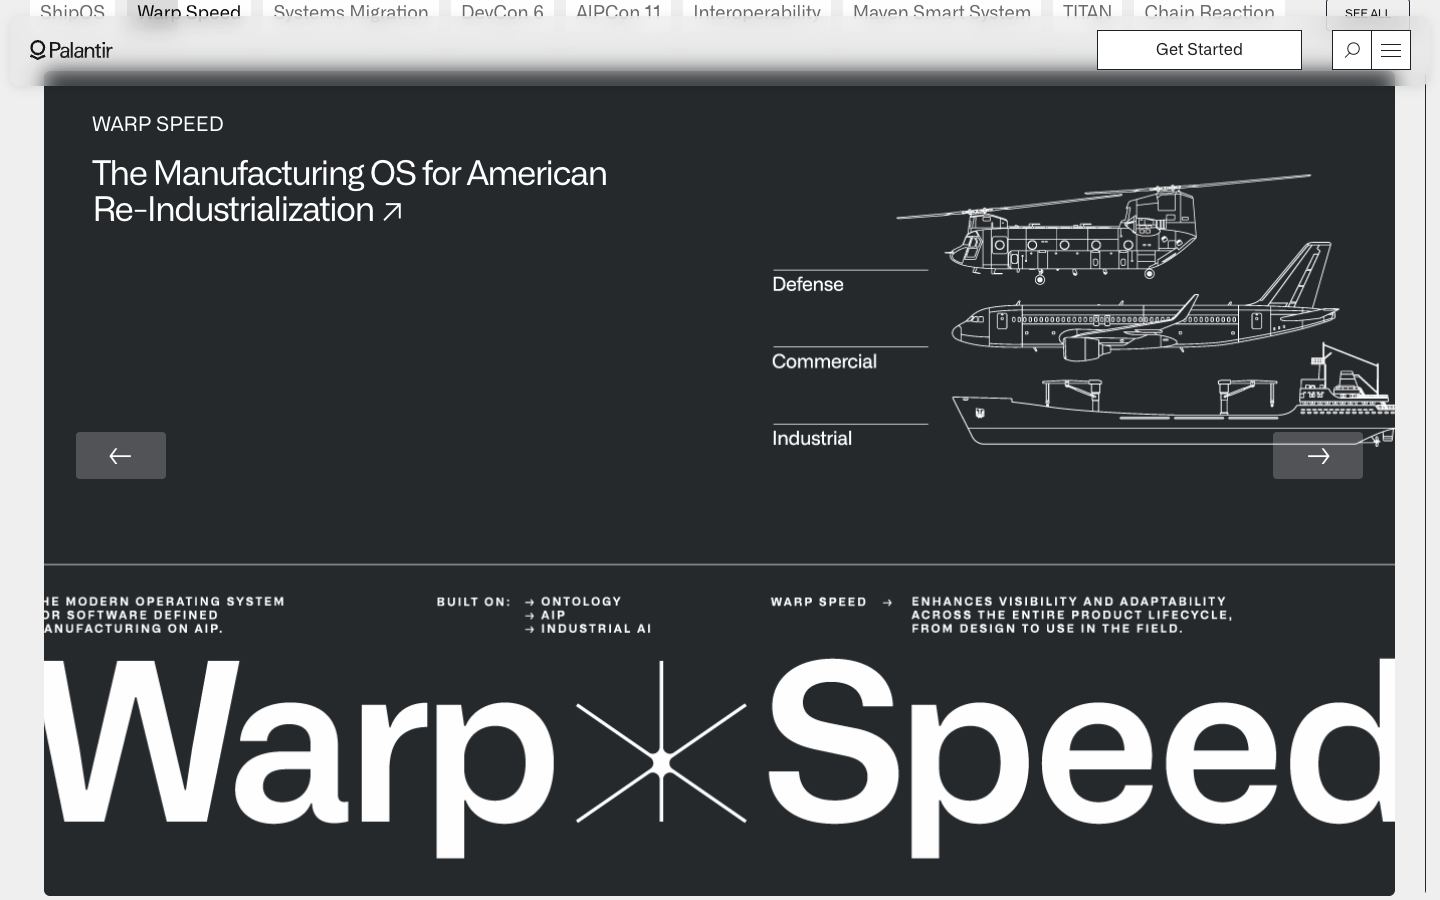 ShipOS Warp Speed Systems Migration DevCon 6 AIPCon 11 Interoperability Maven Smart System TITAN Chain Reaction SEE ALL
Palantir Get Started
WARP SPEED
The Manufacturing OS for American
Re-Industrialization
Defense
Commercial
Industrial
HE MODERN OPERATING SYSTEM
OR SOFTWARE DEFINED
ANUFACTURING ON AIP.
BUILT ON: → ONTOLOGY
→ AIP
→ INDUSTRIAL AI
WARP SPEED → ENHANCES VISIBILITY AND ADAPTABILITY
ACROSS THE ENTIRE PRODUCT LIFECYCLE,
FROM DESIGN TO USE IN THE FIELD.
Warp Speed